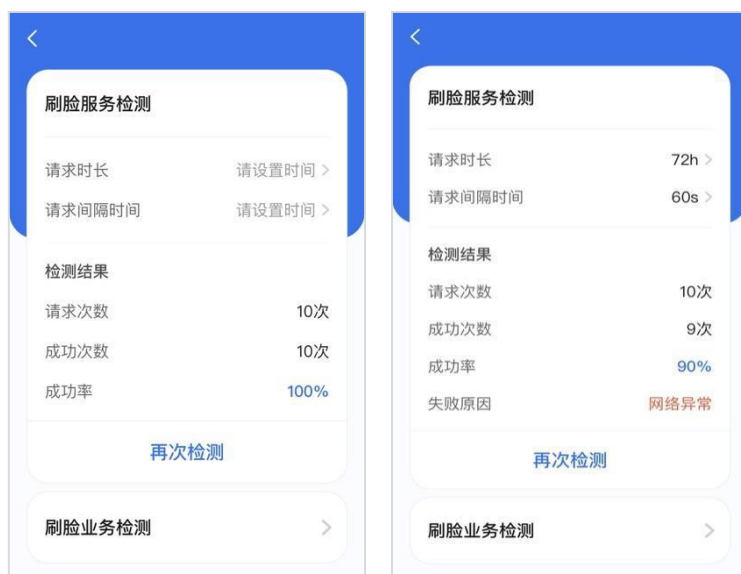 刷脸服务检测
请求时长 请设置时间
请求间隔时间 请设置时间
检测结果
请求次数 10次
成功次数 10次
成功率 100%
再次检测
刷脸业务检测
刷脸服务检测
请求时长 72h
请求间隔时间 60s
检测结果
请求次数 10次
成功次数 9次
成功率 90%
失败原因 网络异常
再次检测
刷脸业务检测